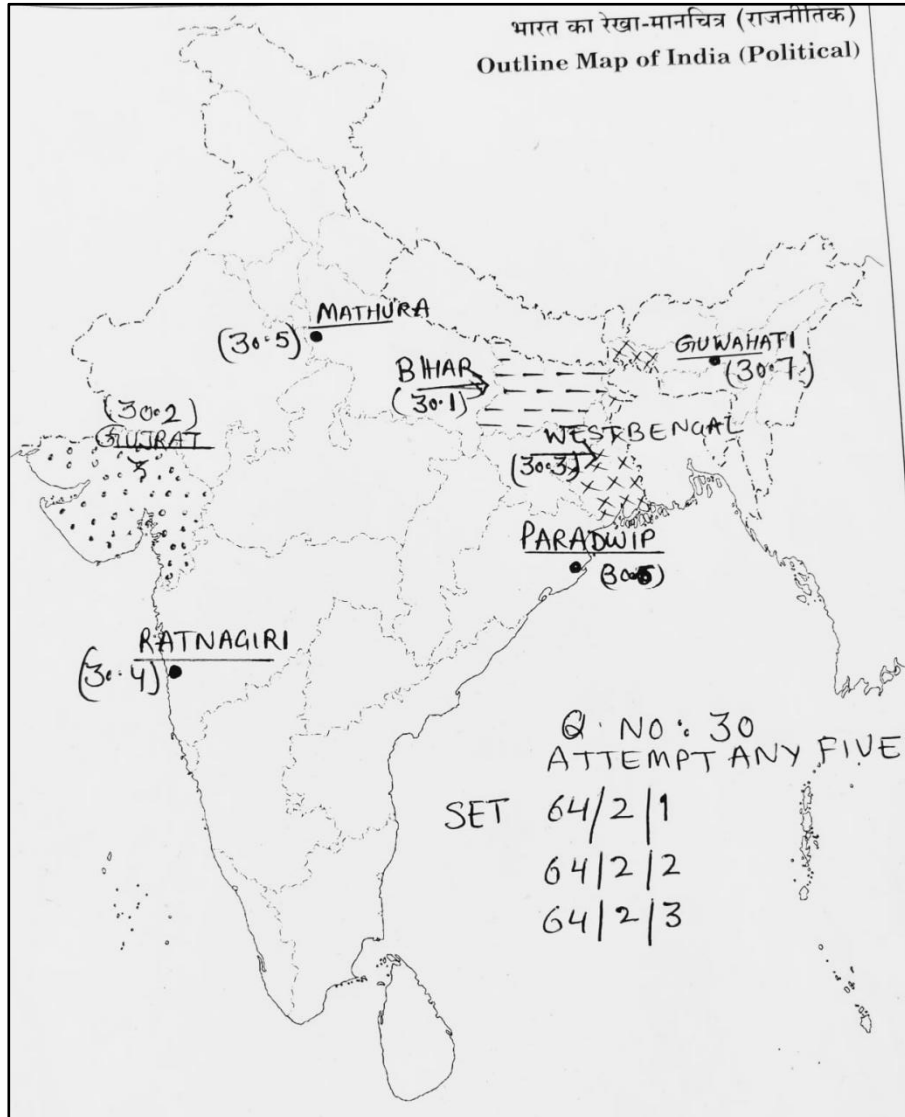 भारत का रेखा-मानचित्र (राजनीतिक)
Outline Map of India (Political)
MATHURA
(30.5)
GUWAHATI
(30.7)
BIHAR
(30.1)
(30.2)
GUJRAT
WESTBENGAL
(30.3)
PARADWIP
RATNAGIRI
(30.4)
Q. NO: 30
ATTEMPT ANY FIVE
SET 64/2/1
64/2/2
64/2/3